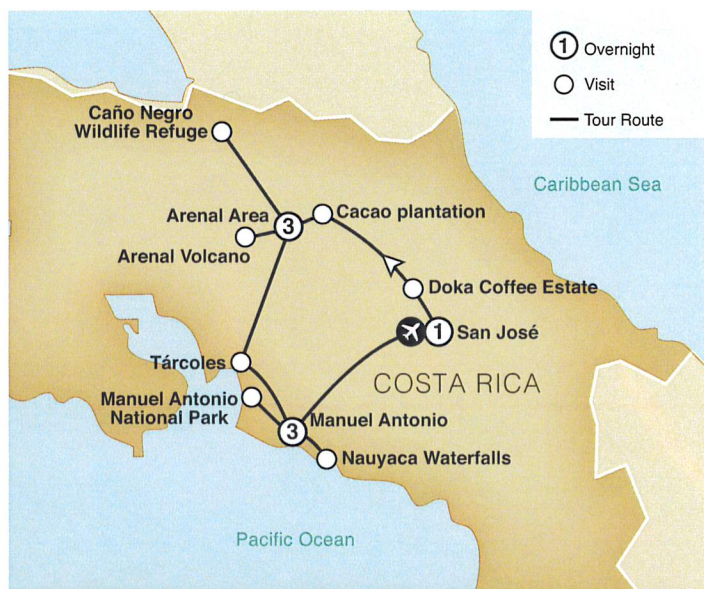 1 Overnight
Visit
Tour Route
Caño Negro
Wildlife Refuge
Caribbean Sea
Arenal Area
3
Cacao plantation
Arenal Volcano
Doka Coffee Estate
1
San José
Tárcoles
COSTA RICA
Manuel Antonio
National Park
3
Manuel Antonio
Nauyaca Waterfalls
Pacific Ocean